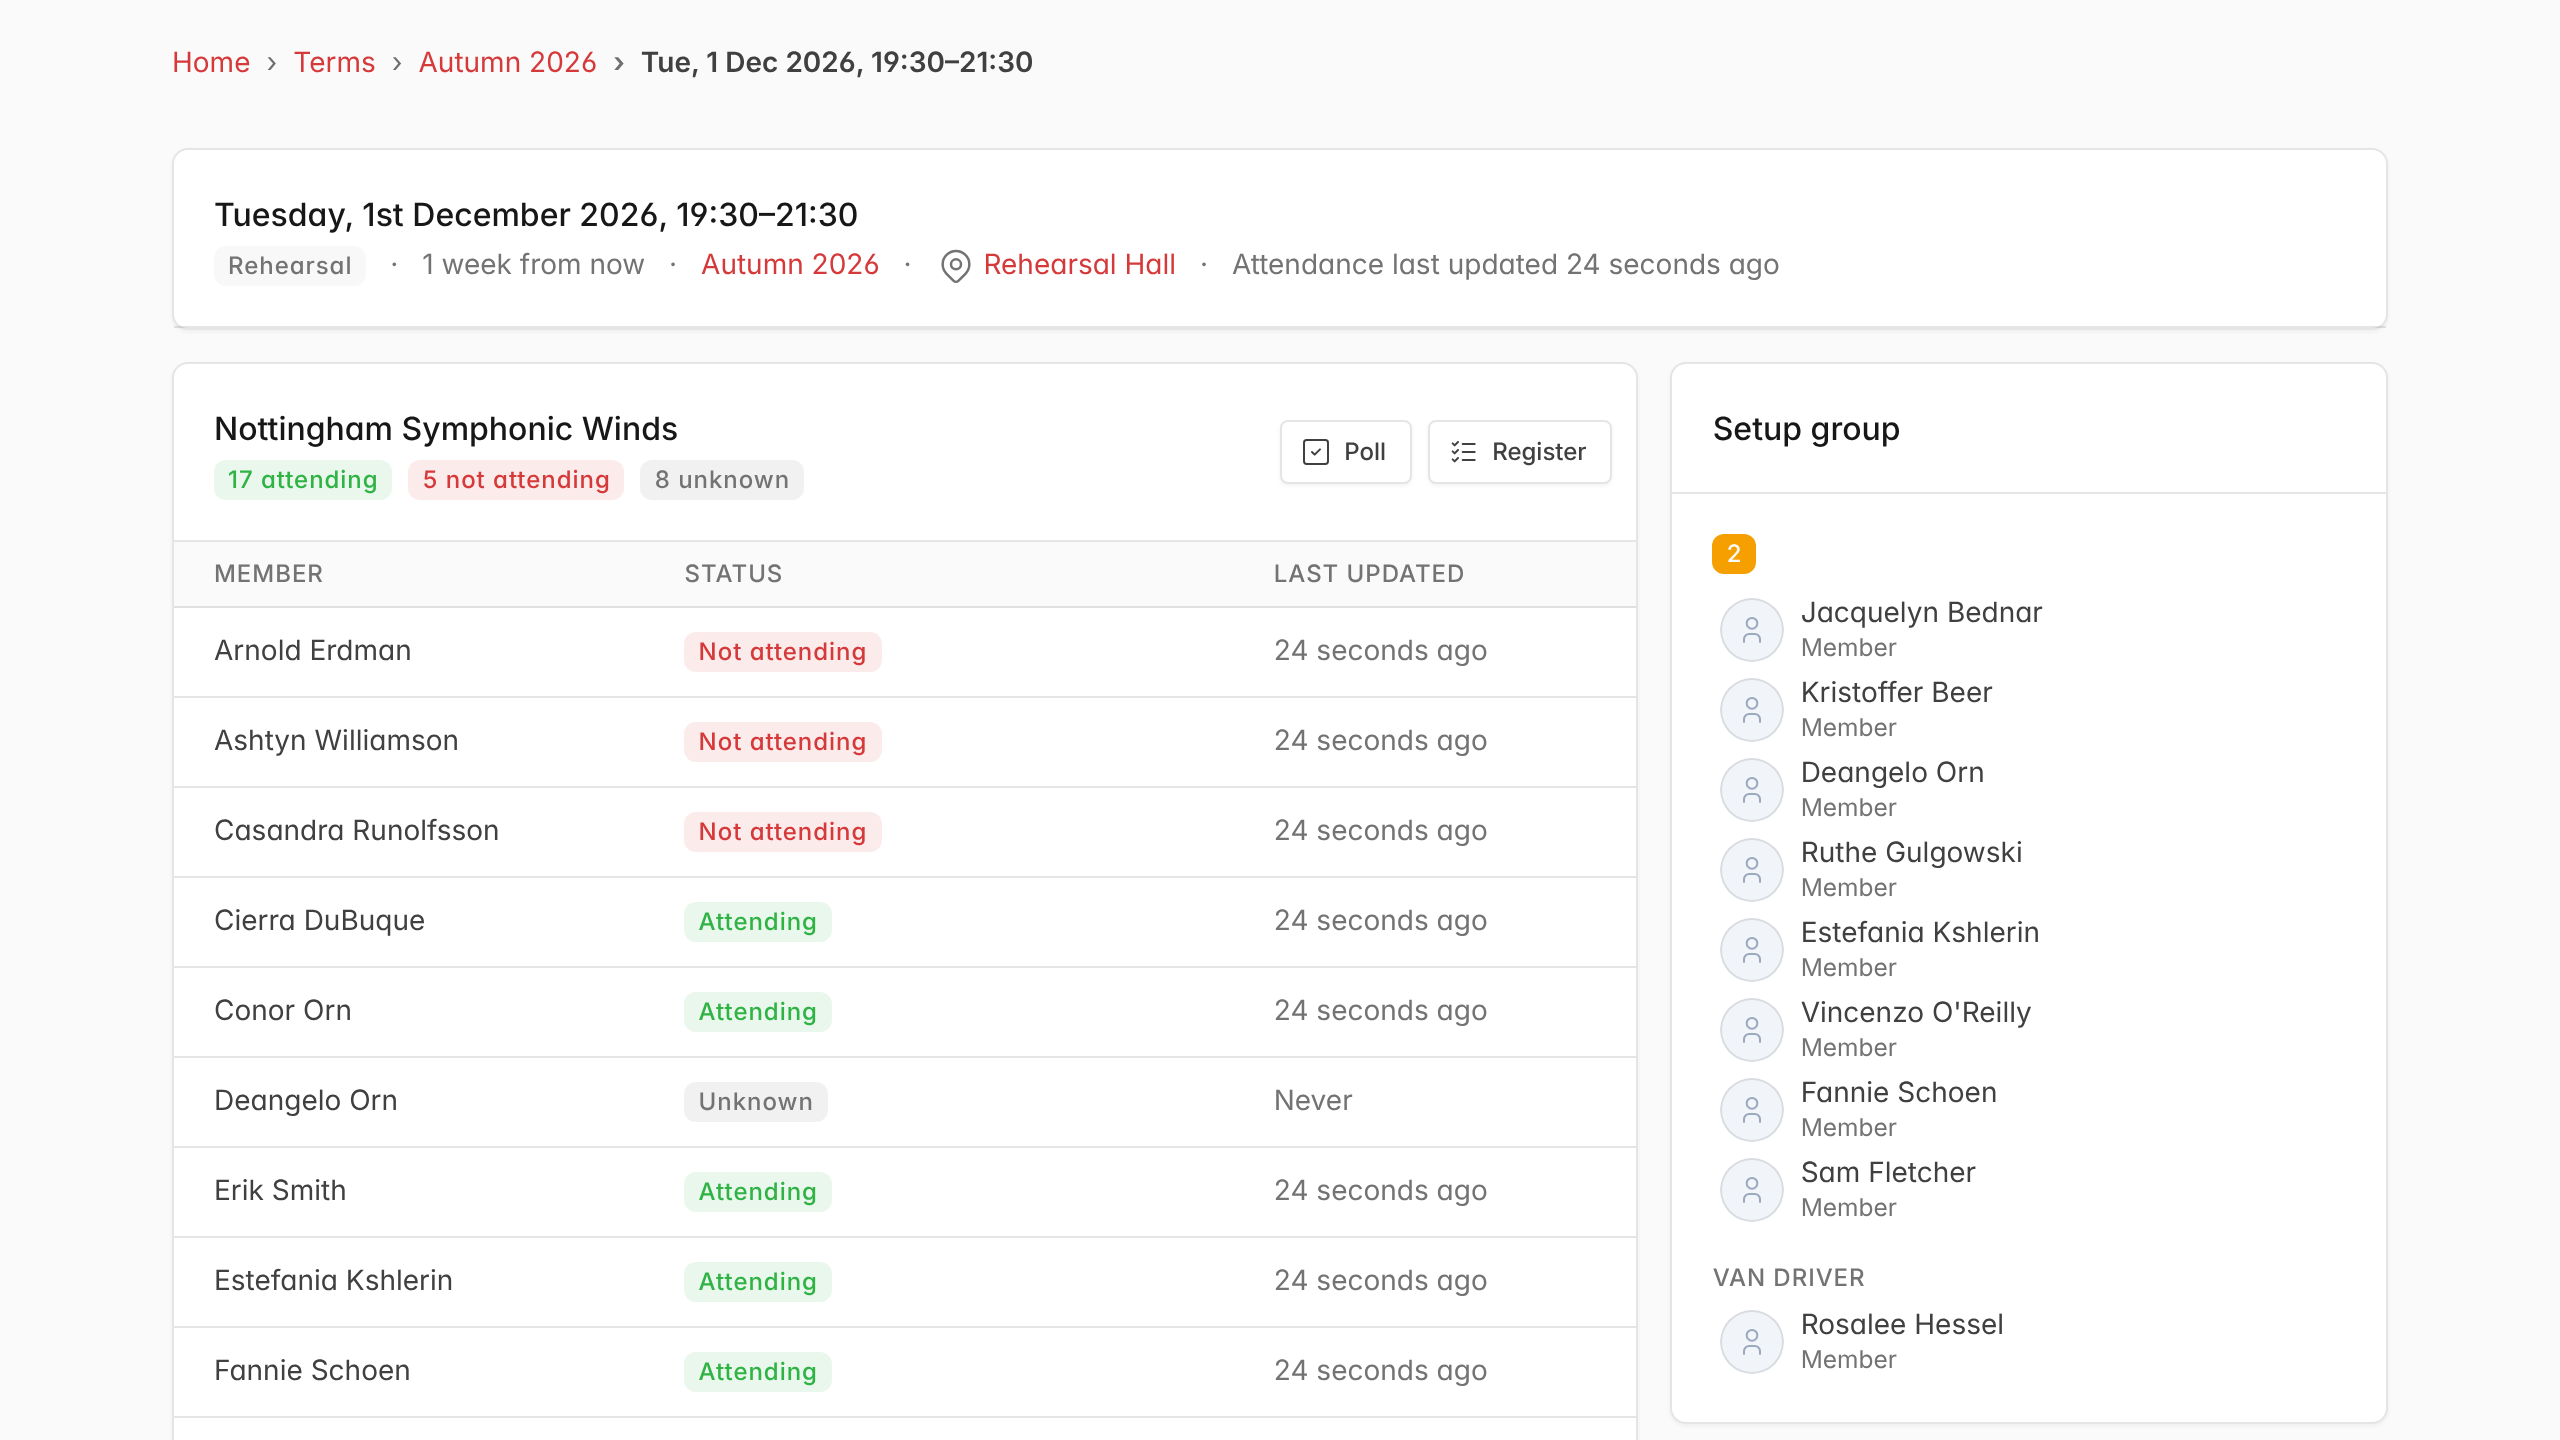 Home › Terms › Autumn 2026 › Tue, 1 Dec 2026, 19:30–21:30
Tuesday, 1st December 2026, 19:30–21:30
Rehearsal · 1 week from now · Autumn 2026 · Rehearsal Hall · Attendance last updated 24 seconds ago
Nottingham Symphonic Winds
17 attending 5 not attending 8 unknown
Poll Register
MEMBER STATUS LAST UPDATED
Arnold Erdman Not attending 24 seconds ago
Ashtyn Williamson Not attending 24 seconds ago
Casandra Runolfsson Not attending 24 seconds ago
Cierra DuBuque Attending 24 seconds ago
Conor Orn Attending 24 seconds ago
Deangelo Orn Unknown Never
Erik Smith Attending 24 seconds ago
Estefania Kshlerin Attending 24 seconds ago
Fannie Schoen Attending 24 seconds ago
Setup group
2
Jacquelyn Bednar
Member
Kristoffer Beer
Member
Deangelo Orn
Member
Ruthe Gulgowski
Member
Estefania Kshlerin
Member
Vincenzo O'Reilly
Member
Fannie Schoen
Member
Sam Fletcher
Member
VAN DRIVER
Rosalee Hessel
Member